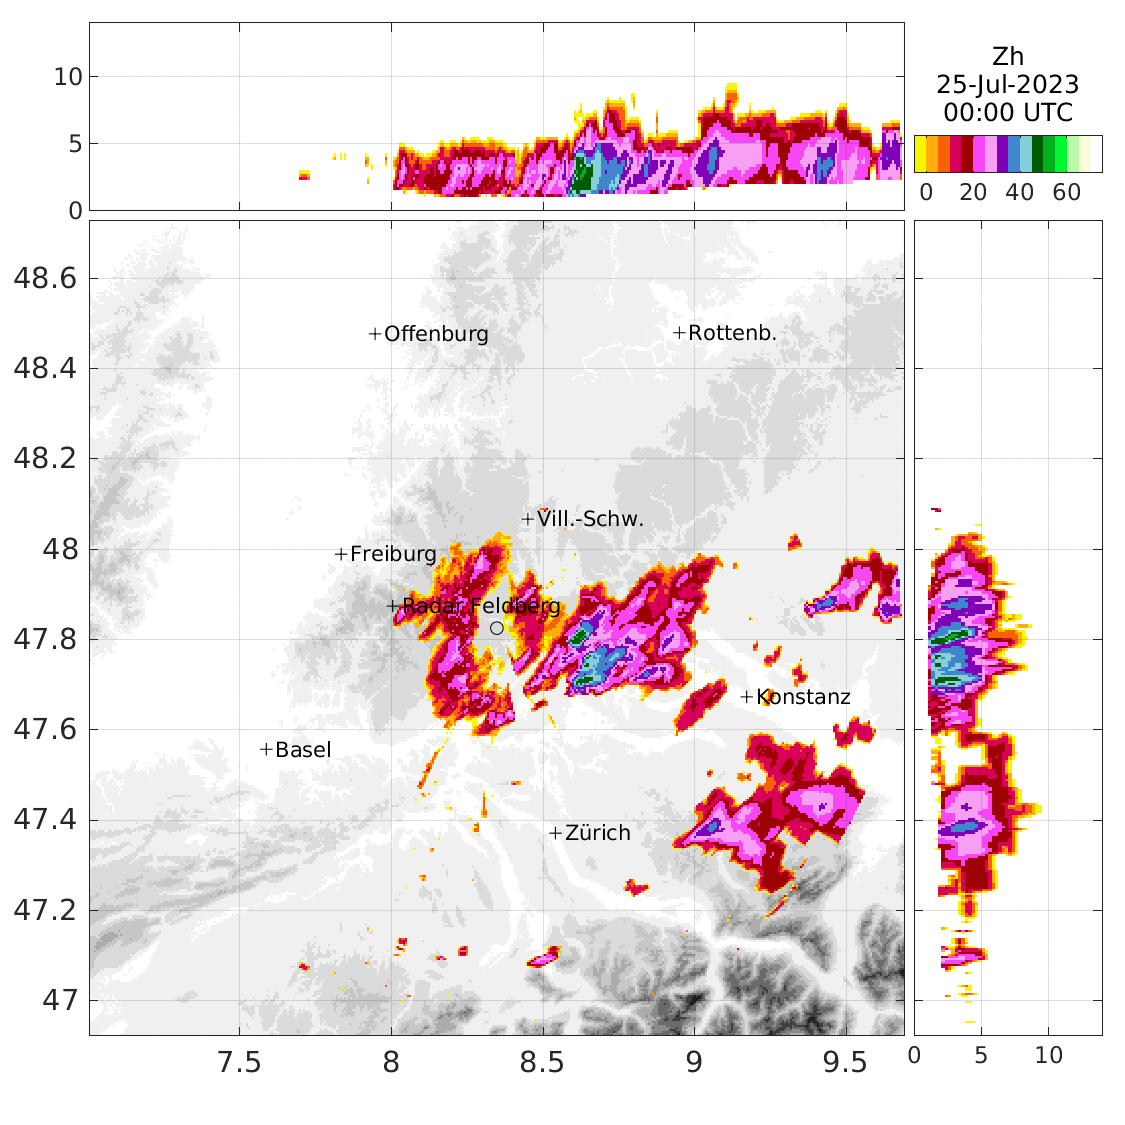 10
5
0
Zh
25-Jul-2023
00:00 UTC
0 20 40 60
48.6
48.4
48.2
48
47.8
47.6
47.4
47.2
47
+Offenburg
+Rottenb.
+Vill.-Schw.
+Freiburg
+Radar Feldberg
+Konstanz
+Basel
+Zürich
7.5 8 8.5 9 9.5
0 5 10